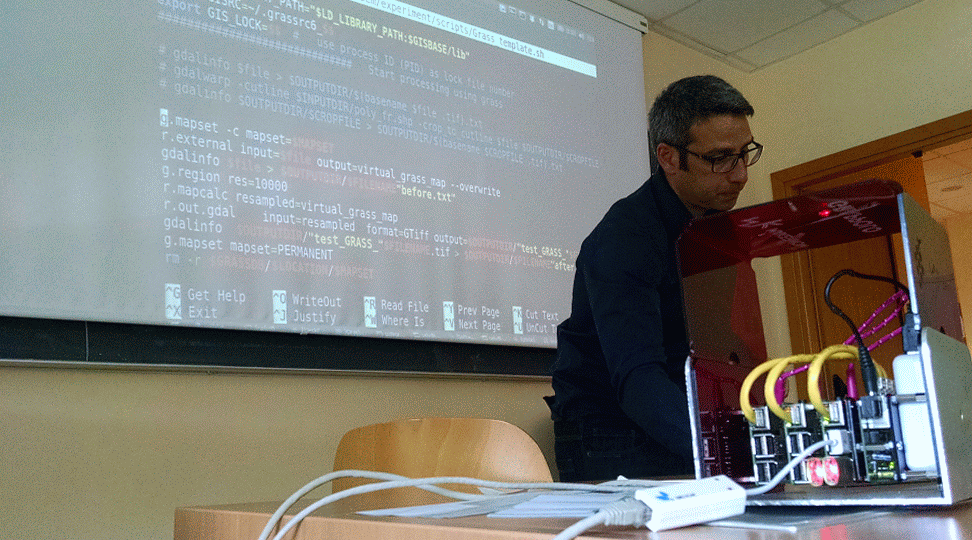 em/experiment/scripts/Grass_template.sh
_PATH="$LD_LIBRARY_PATH:$GISBASE/lib"
GISRC=~/.grassrc6_$$
export GIS_LOCK=$$ # use process ID (PID) as lock file number
####################### Start processing using grass
# gdalinfo $file > $OUTPUTDIR/$(basename $file .tif).txt
# gdalwarp -cutline $INPUTDIR/poly_fr.shp -crop_to_cutline $file $OUTPUTDIR/$CROPFILE
# gdalinfo $OUTPUTDIR/$CROPFILE > $OUTPUTDIR/$(basename $CROPFILE .tif).txt
g.mapset -c mapset=$MAPSET
r.external input=$file output=virtual_grass_map --overwrite
gdalinfo $file > $OUTPUTDIR/$FILENAME"before.txt"
g.region res=10000
r.mapcalc resampled=virtual_grass_map
r.out.gdal input=resampled format=GTiff output=$OUTPUTDIR/"test_GRASS_"
gdalinfo $OUTPUTDIR/"test_GRASS_"$FILENAME.tif > $OUTPUTDIR/$FILENAME"after
g.mapset mapset=PERMANENT
rm -r $GRASSDB/$LOCATION/$MAPSET
^G Get Help ^O WriteOut ^R Read File ^Y Prev Page ^K Cut Text
^X Exit ^J Justify ^W Where Is ^V Next Page ^U UnCut T